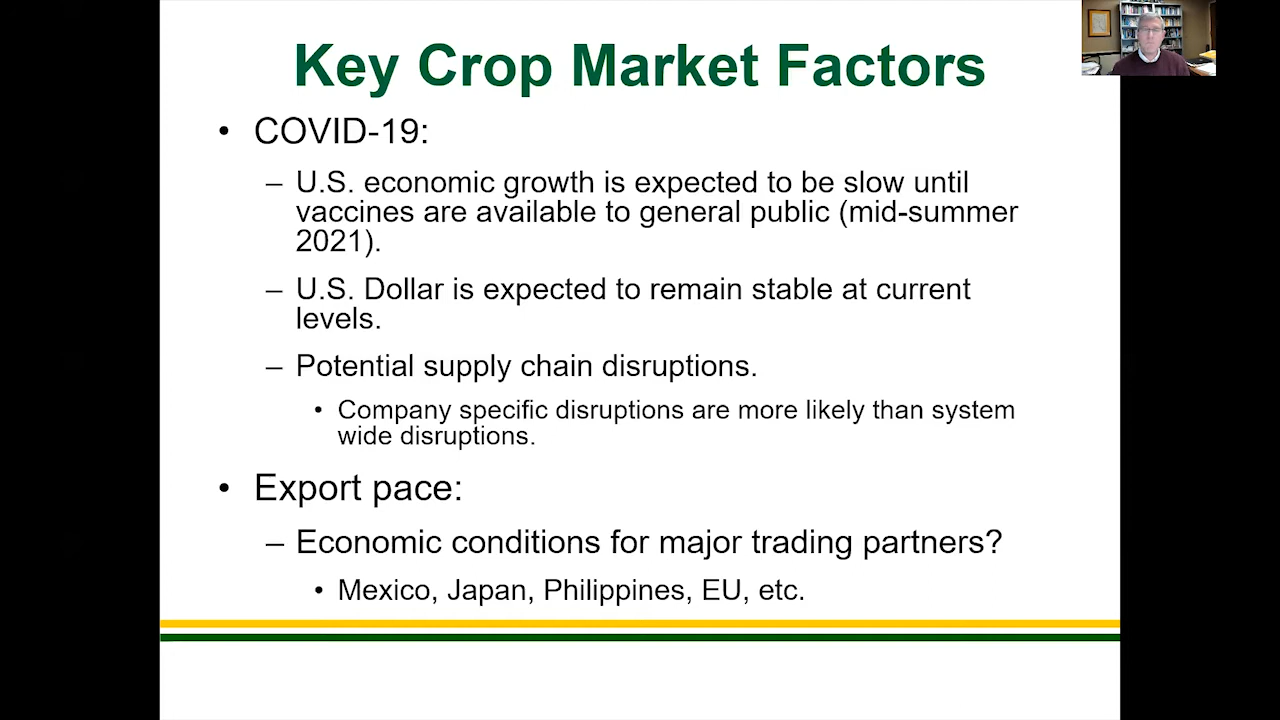 Key Crop Market Factors
• COVID-19:
– U.S. economic growth is expected to be slow until
vaccines are available to general public (mid-summer
2021).
– U.S. Dollar is expected to remain stable at current
levels.
– Potential supply chain disruptions.
• Company specific disruptions are more likely than system
wide disruptions.
• Export pace:
– Economic conditions for major trading partners?
• Mexico, Japan, Philippines, EU, etc.